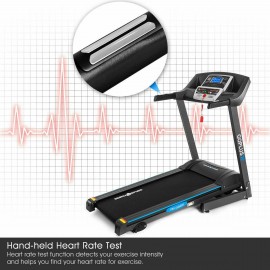 Hand-held Heart Rate Test
Heart rate test function detects your exercise intensity
and helps you find your heart rate for exercise.